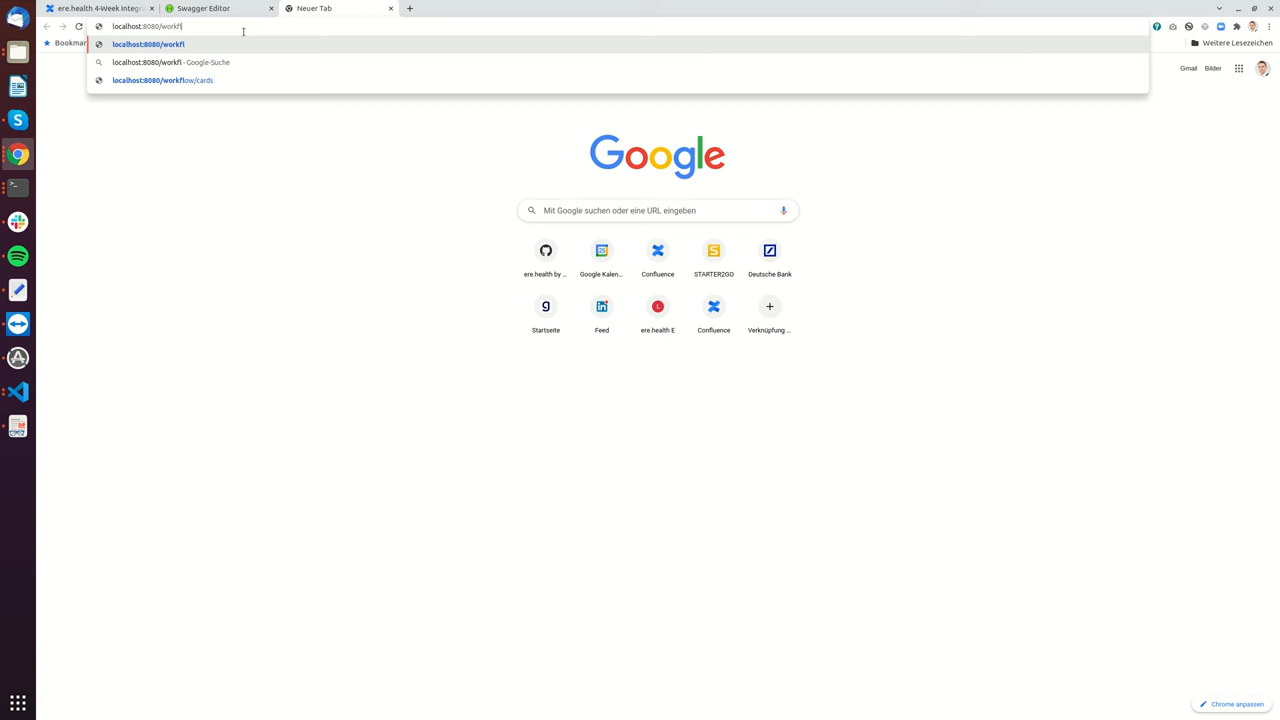 ere.health 4-Week Integra
Swagger Editor
Neuer Tab
localhost:8080/workfl
localhost:8080/workfl
localhost:8080/workfl - Google-Suche
localhost:8080/workflow/cards
Bookmar
Weitere Lesezeichen
Gmail
Bilder
Google
Mit Google suchen oder eine URL eingeben
ere.health by ...
Google Kalen...
Confluence
STARTER2GO
Deutsche Bank
Startseite
Feed
ere.health E
Confluence
Verknüpfung ...
Chrome anpassen